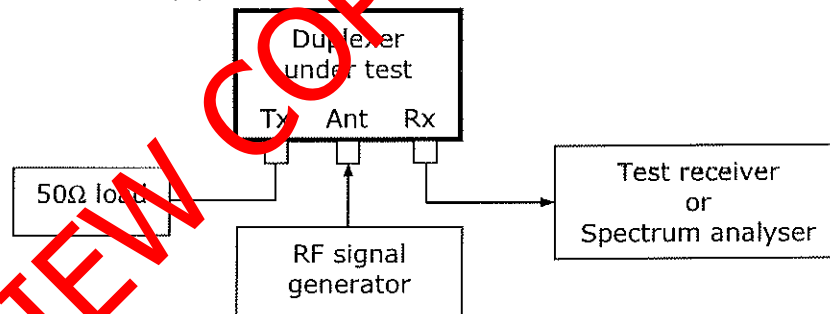 Duplexer
under test
Tx Ant Rx
50Ω load
RF signal
generator
Test receiver
or
Spectrum analyser